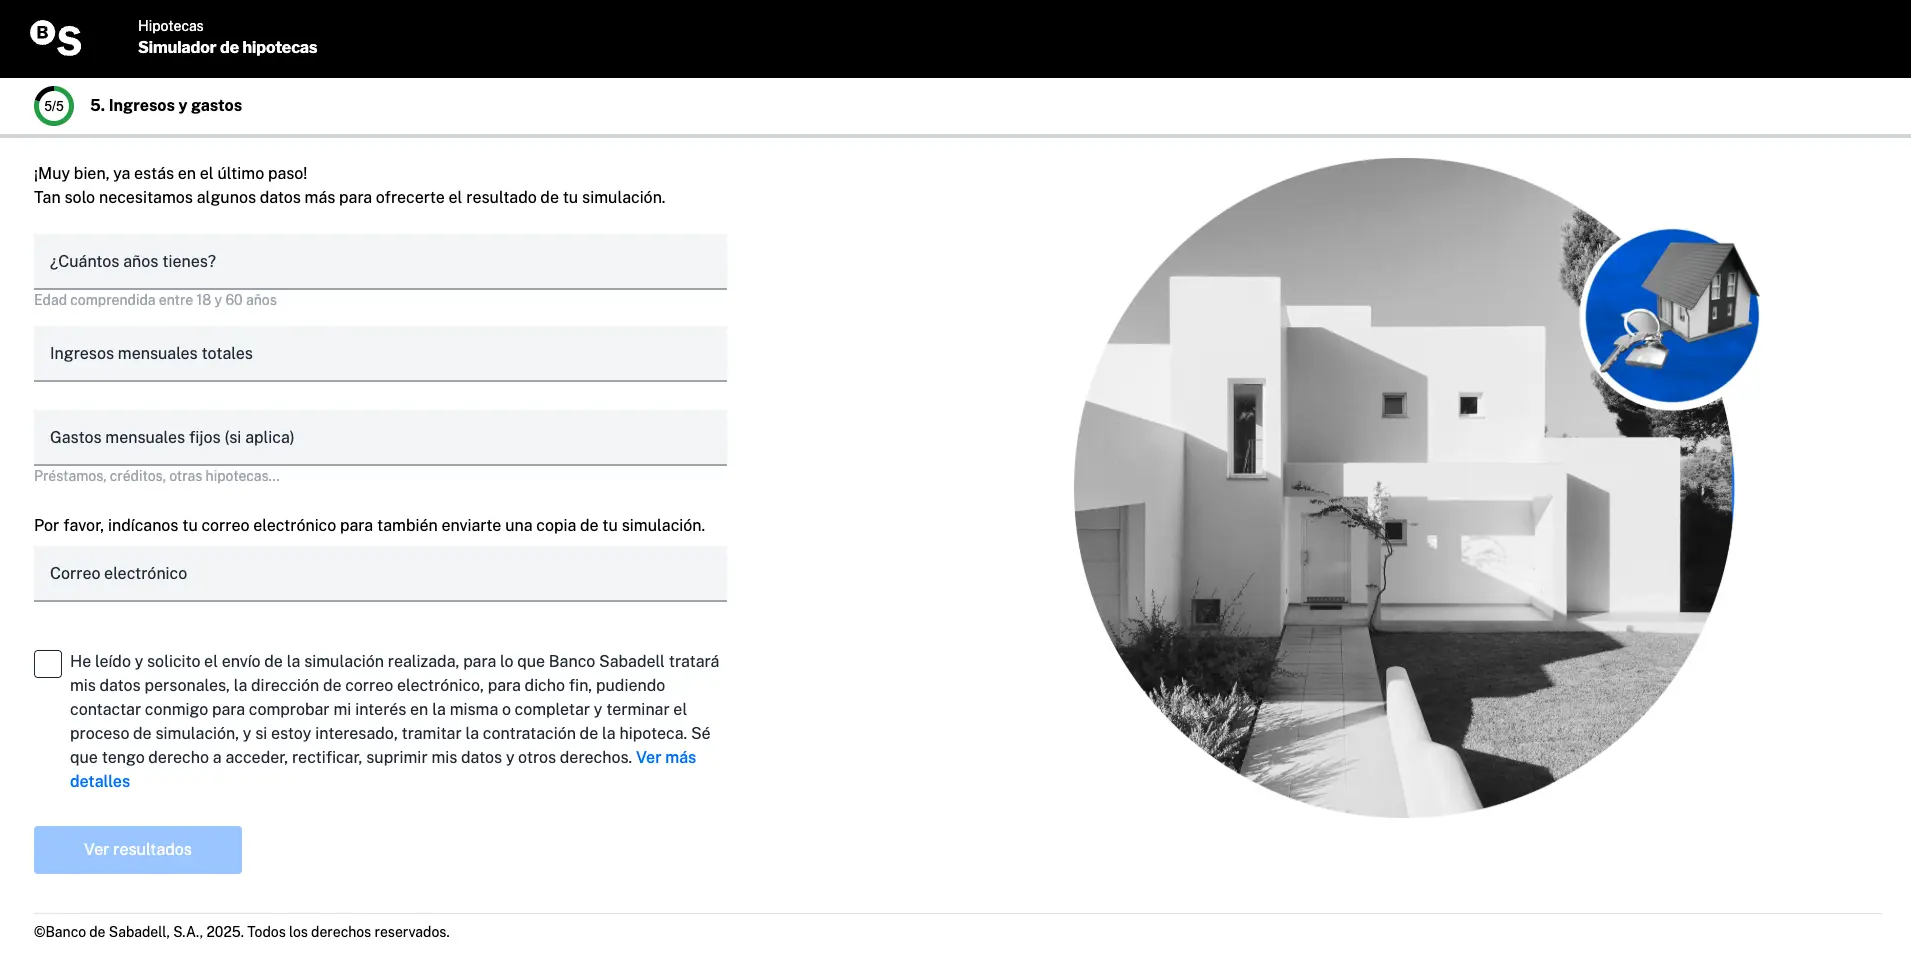 BS
Hipotecas
Simulador de hipotecas
5/5
5. Ingresos y gastos
¡Muy bien, ya estás en el último paso!
Tan solo necesitamos algunos datos más para ofrecerte el resultado de tu simulación.
¿Cuántos años tienes?
Edad comprendida entre 18 y 60 años
Ingresos mensuales totales
Gastos mensuales fijos (si aplica)
Préstamos, créditos, otras hipotecas...
Por favor, indícanos tu correo electrónico para también enviarte una copia de tu simulación.
Correo electrónico
He leído y solicito el envío de la simulación realizada, para lo que Banco Sabadell tratará
mis datos personales, la dirección de correo electrónico, para dicho fin, pudiendo
contactar conmigo para comprobar mi interés en la misma o completar y terminar el
proceso de simulación, y si estoy interesado, tramitar la contratación de la hipoteca. Sé
que tengo derecho a acceder, rectificar, suprimir mis datos y otros derechos. Ver más
detalles
Ver resultados
©Banco de Sabadell, S.A., 2025. Todos los derechos reservados.